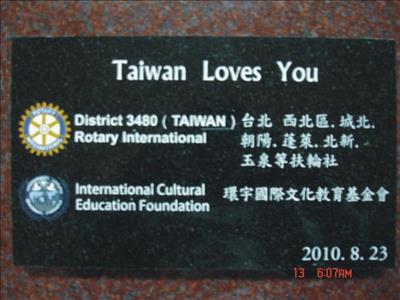 Taiwan Loves You
District 3480 ( TAIWAN ) 台北 西北區.城北.
Rotary International 朝陽.蓬萊.北新.
玉泉等扶輪社
International Cultural
Education Foundation 環宇國際文化教育基金會
2010. 8. 23
13 6:07AM